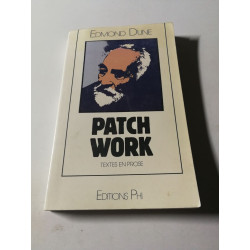 EDMOND DUNE
PATCH
WORK
TEXTES EN PROSE
EDITIONS PHI